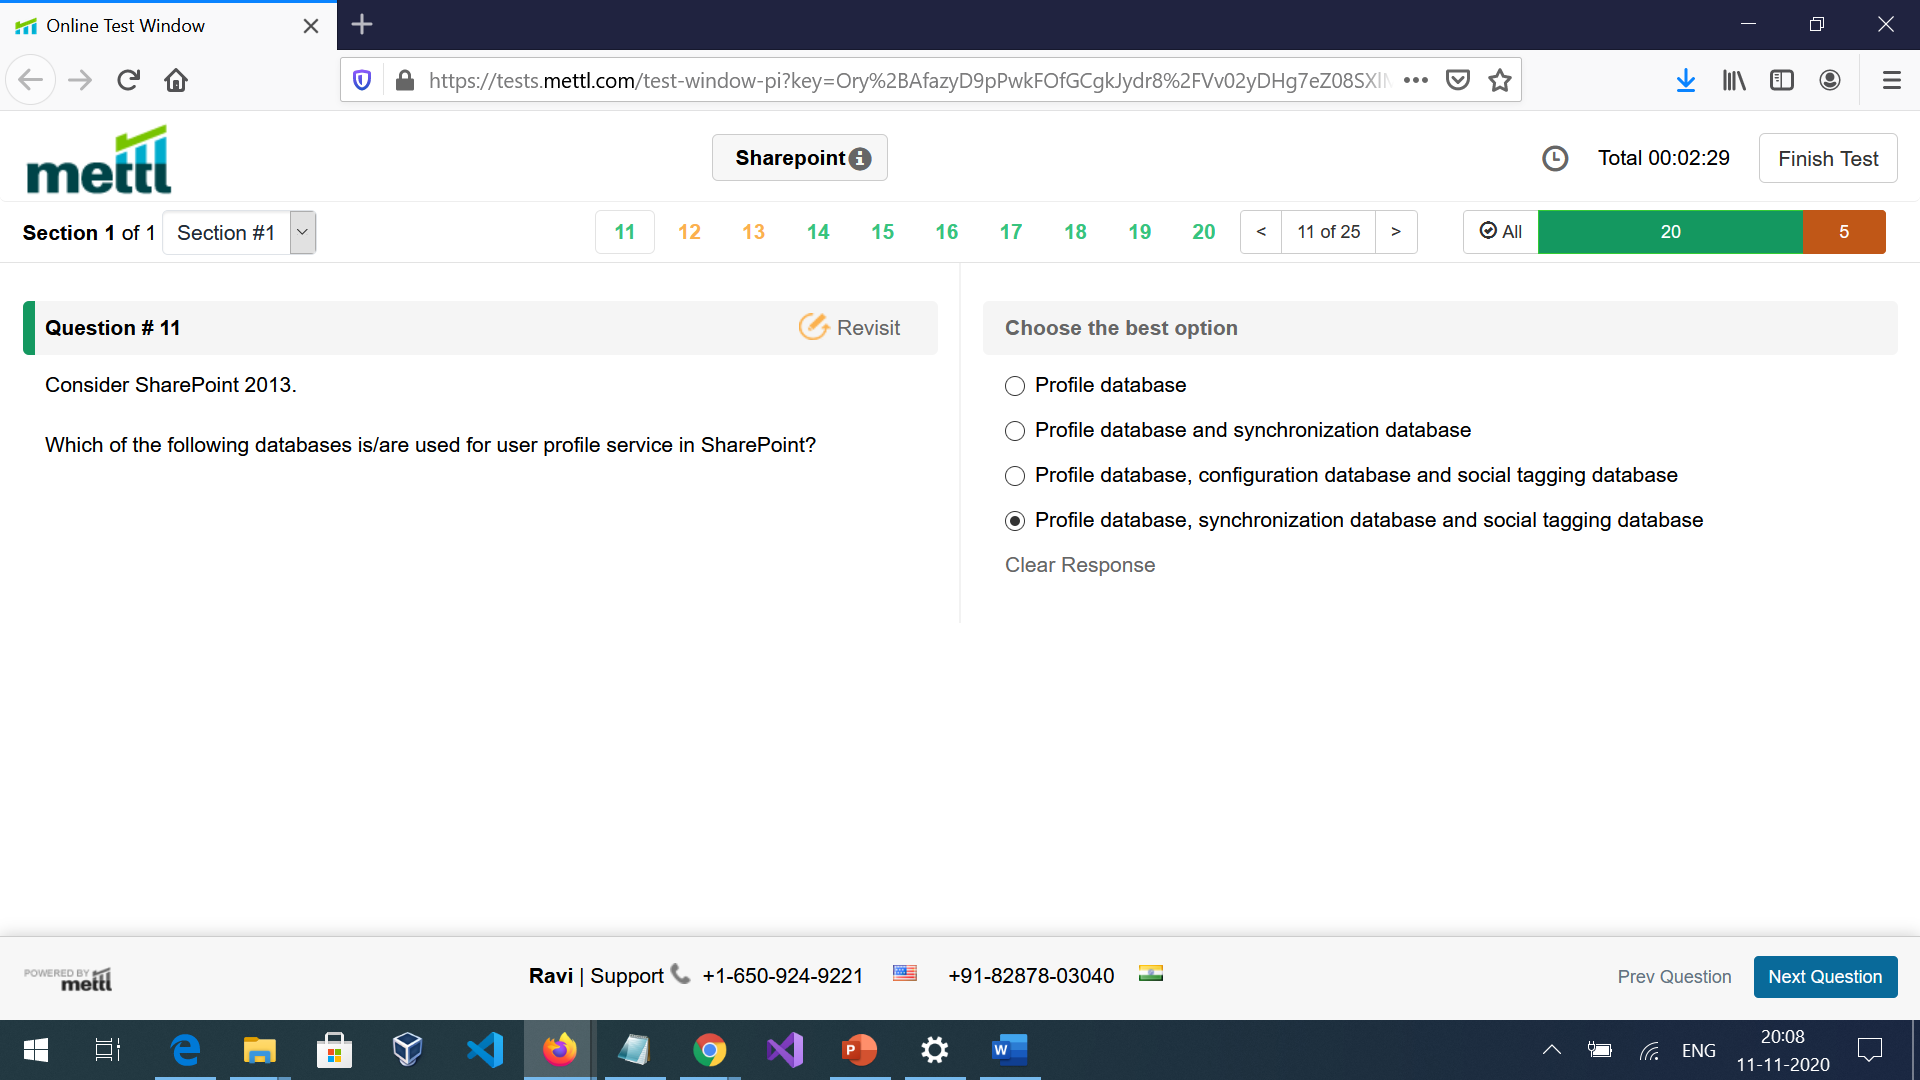 Online Test Window
https://tests.mettl.com/test-window-pi?key=Ory%2BAfazyD9pPwkFOfGCgkJydr8%2FVv02yDHg7eZ08SXlN
mettl
Sharepoint
Total 00:02:29
Finish Test
Section 1 of 1
Section #1
11 12 13 14 15 16 17 18 19 20
< 11 of 25 >
All 20 5
Question # 11
Revisit
Choose the best option
Consider SharePoint 2013.
Which of the following databases is/are used for user profile service in SharePoint?
Profile database
Profile database and synchronization database
Profile database, configuration database and social tagging database
Profile database, synchronization database and social tagging database
Clear Response
POWERED BY mettl
Ravi | Support +1-650-924-9221 +91-82878-03040
Prev Question
Next Question
ENG
20:08
11-11-2020